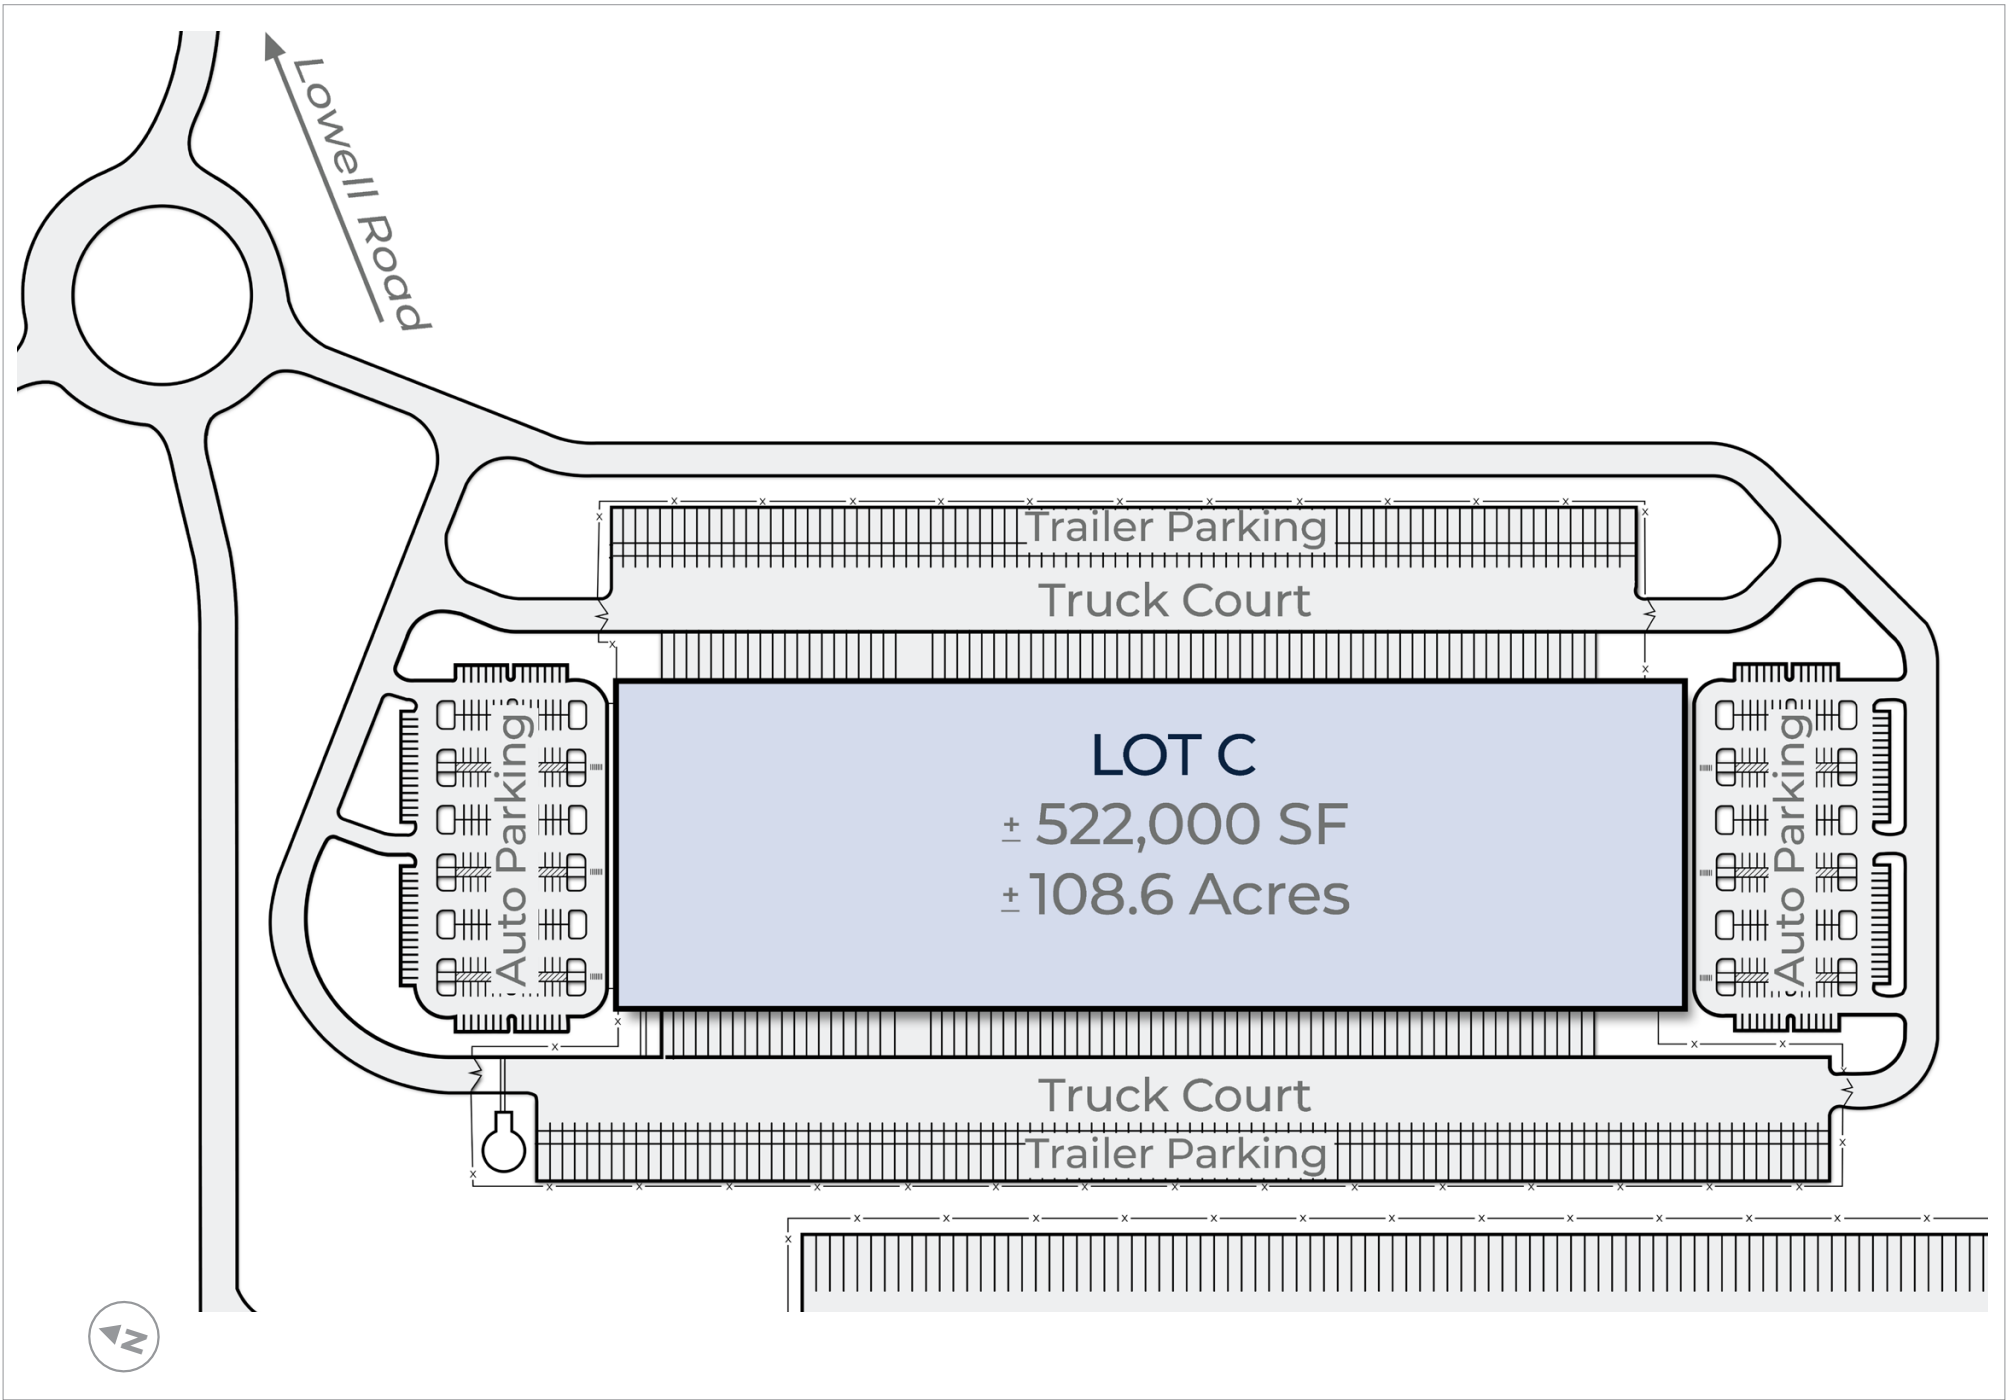 Lowell Road
Trailer Parking
Truck Court
Auto Parking
LOT C
± 522,000 SF
± 108.6 Acres
Auto Parking
Truck Court
Trailer Parking
N